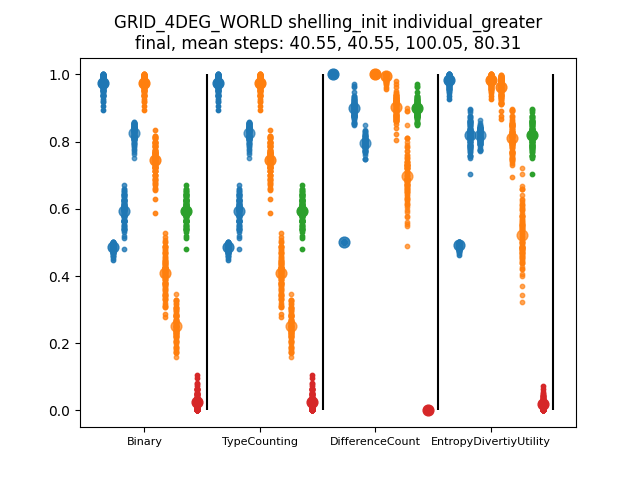 GRID_4DEG_WORLD shelling_init individual_greater
final, mean steps: 40.55, 40.55, 100.05, 80.31
1.0
0.8
0.6
0.4
0.2
0.0
Binary TypeCounting DifferenceCount EntropyDivertiyUtility